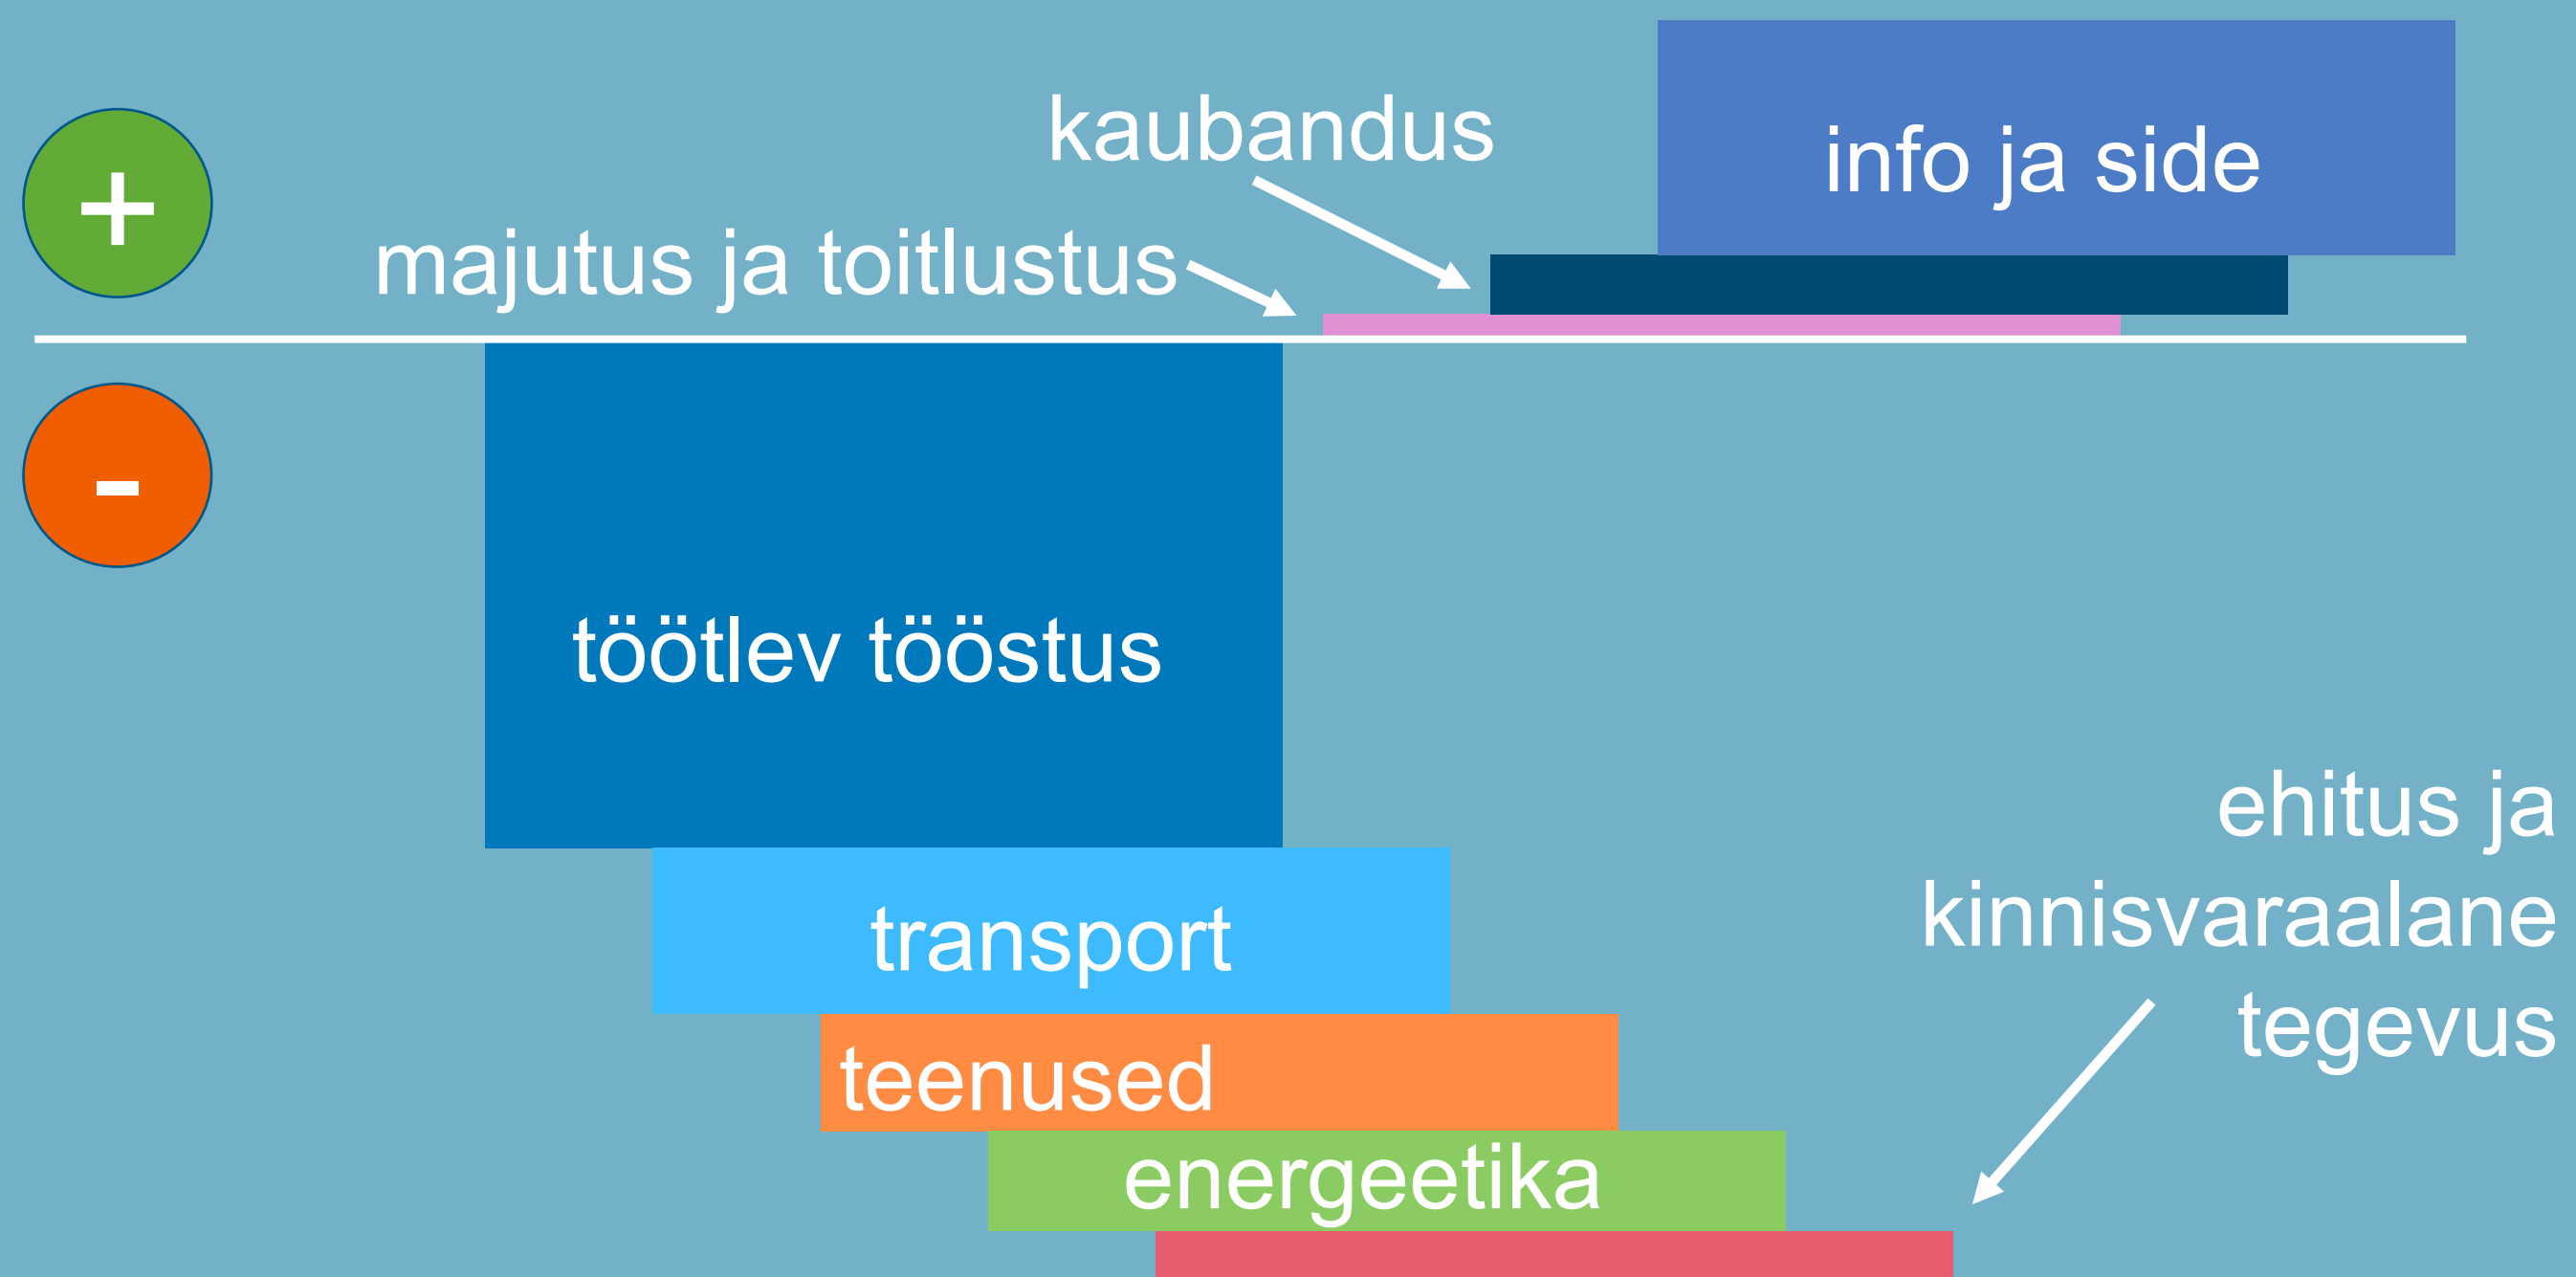 +
kaubandus
info ja side
majutus ja toitlustus
-
töötlev tööstus
transport
teenused
energeetika
ehitus ja
kinnisvaraalane
tegevus